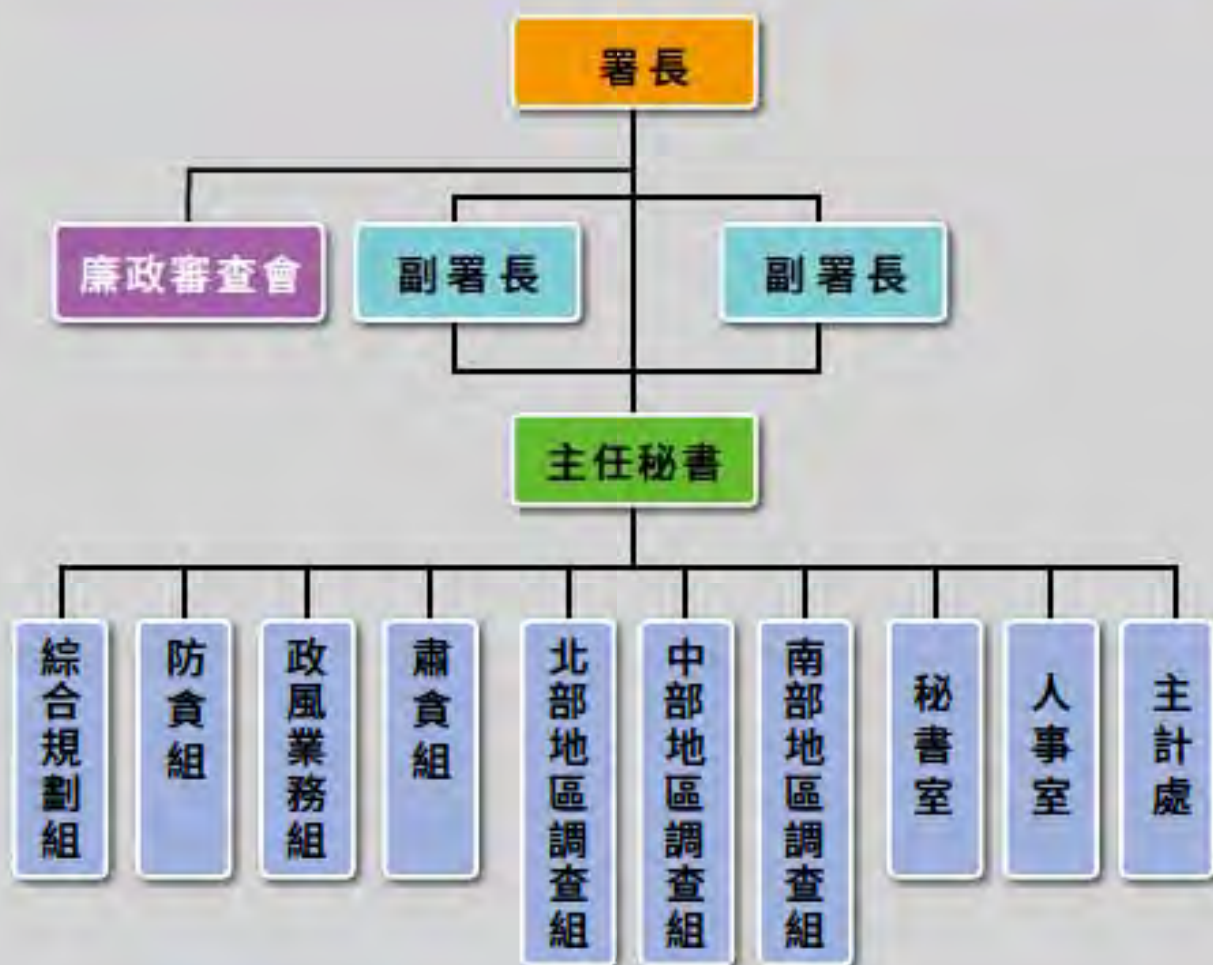 署長
廉政審查會
副署長
副署長
主任秘書
綜合規劃組
防貪組
政風業務組
肅貪組
北部地區調查組
中部地區調查組
南部地區調查組
秘書室
人事室
主計處